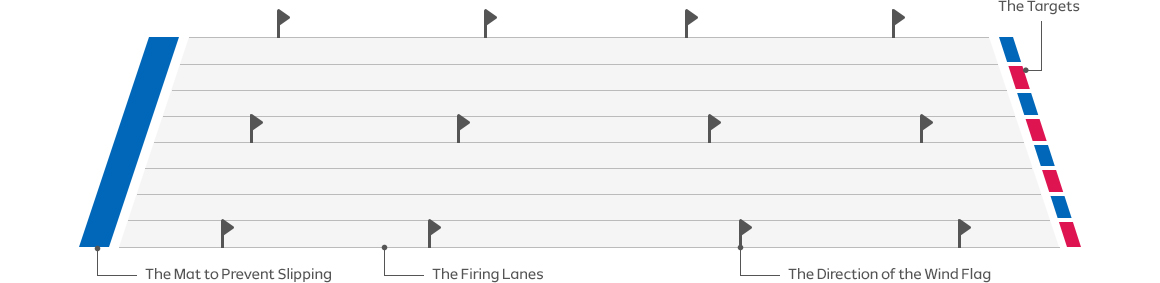 The Targets
The Mat to Prevent Slipping
The Firing Lanes
The Direction of the Wind Flag